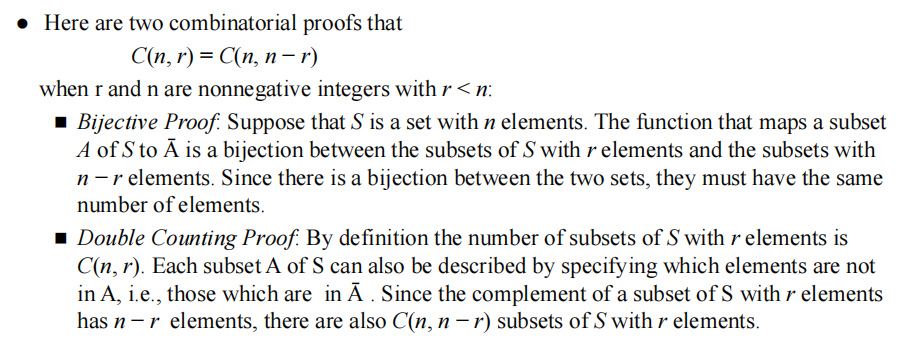 ● Here are two combinatorial proofs that
C(n, r) = C(n, n − r)
when r and n are nonnegative integers with r < n:
■ Bijective Proof: Suppose that S is a set with n elements. The function that maps a subset
A of S to Ā is a bijection between the subsets of S with r elements and the subsets with
n − r elements. Since there is a bijection between the two sets, they must have the same
number of elements.
■ Double Counting Proof: By definition the number of subsets of S with r elements is
C(n, r). Each subset A of S can also be described by specifying which elements are not
in A, i.e., those which are in Ā . Since the complement of a subset of S with r elements
has n − r elements, there are also C(n, n − r) subsets of S with r elements.